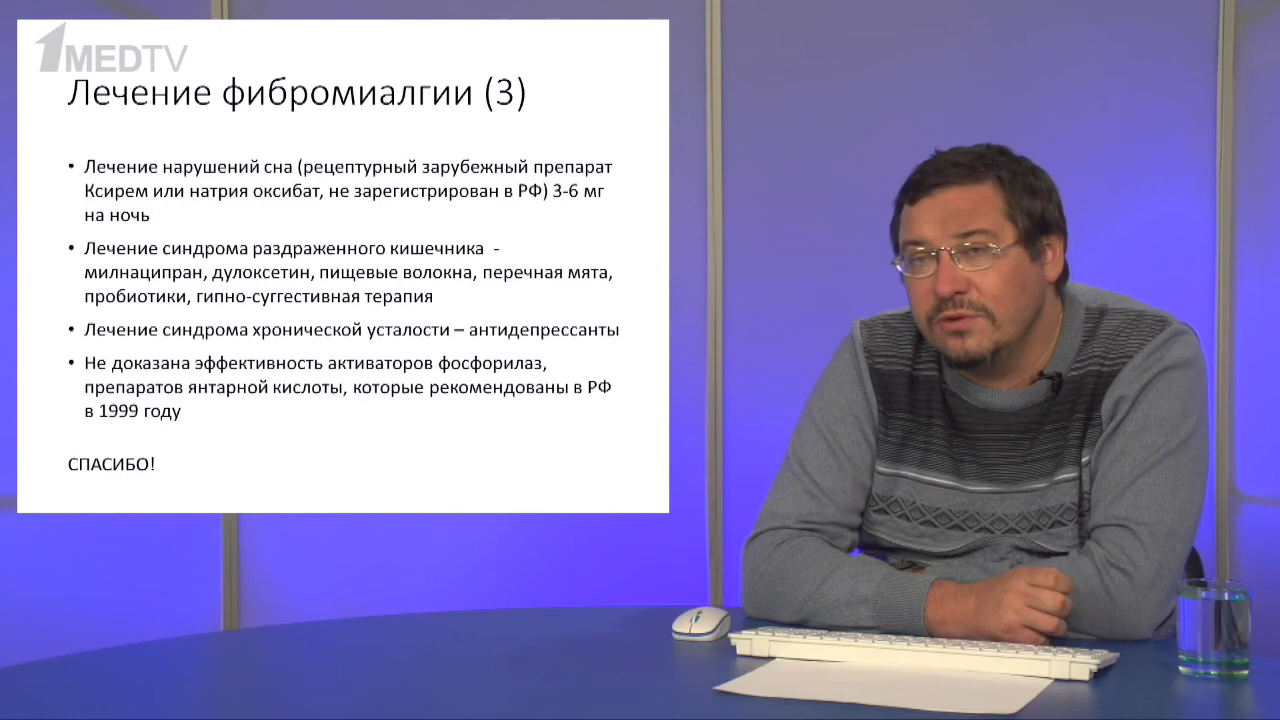 1MEDTV
Лечение фибромиалгии (3)
• Лечение нарушений сна (рецептурный зарубежный препарат
Ксирем или натрия оксибат, не зарегистрирован в РФ) 3-6 мг
на ночь
• Лечение синдрома раздраженного кишечника -
милнаципран, дулоксетин, пищевые волокна, перечная мята,
пробиотики, гипно-суггестивная терапия
• Лечение синдрома хронической усталости – антидепрессанты
• Не доказана эффективность активаторов фосфорилаз,
препаратов янтарной кислоты, которые рекомендованы в РФ
в 1999 году
СПАСИБО!